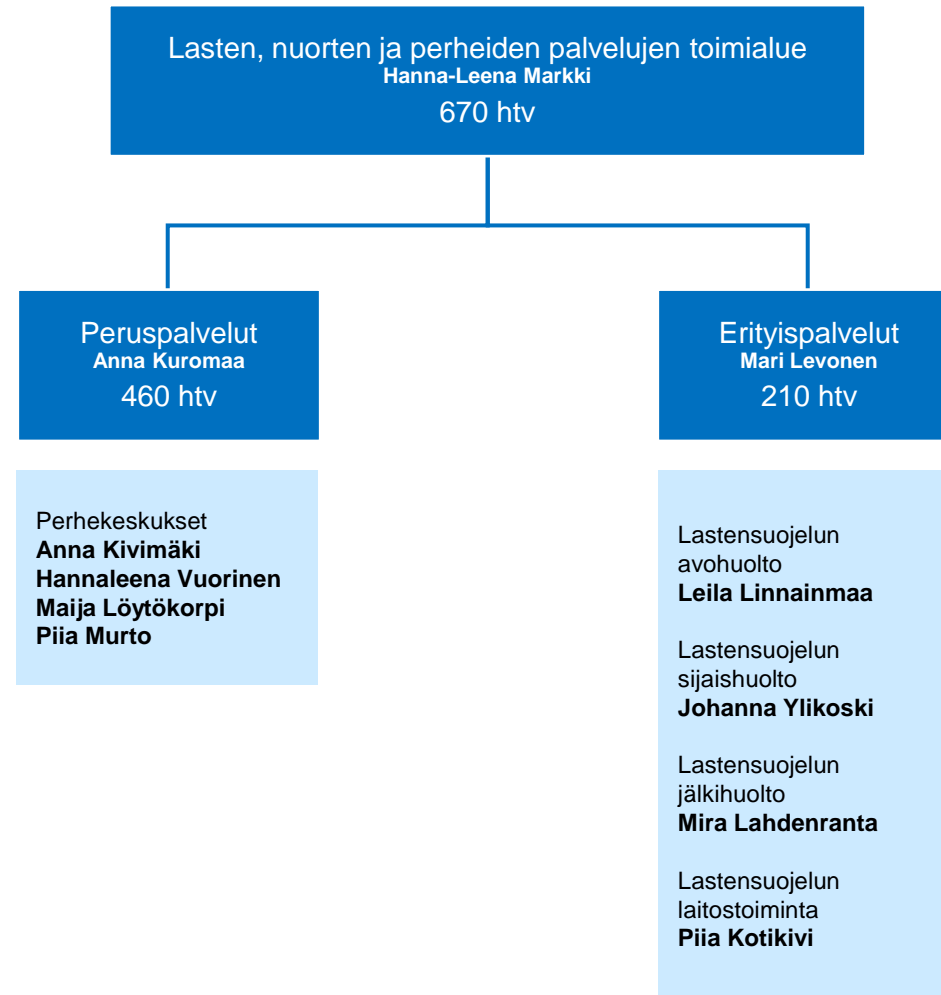 Lasten, nuorten ja perheiden palvelujen toimialue
Hanna-Leena Markki
670 htv
Peruspalvelut
Anna Kuromaa
460 htv
Perhekeskukset
Anna Kivimäki
Hannaleena Vuorinen
Maija Löytökorpi
Piia Murto
Erityispalvelut
Mari Levonen
210 htv
Lastensuojelun
avohuolto
Leila Linnainmaa
Lastensuojelun
sijaishuolto
Johanna Ylikoski
Lastensuojelun
jälkihuolto
Mira Lahdenranta
Lastensuojelun
laitostoiminta
Piia Kotikivi